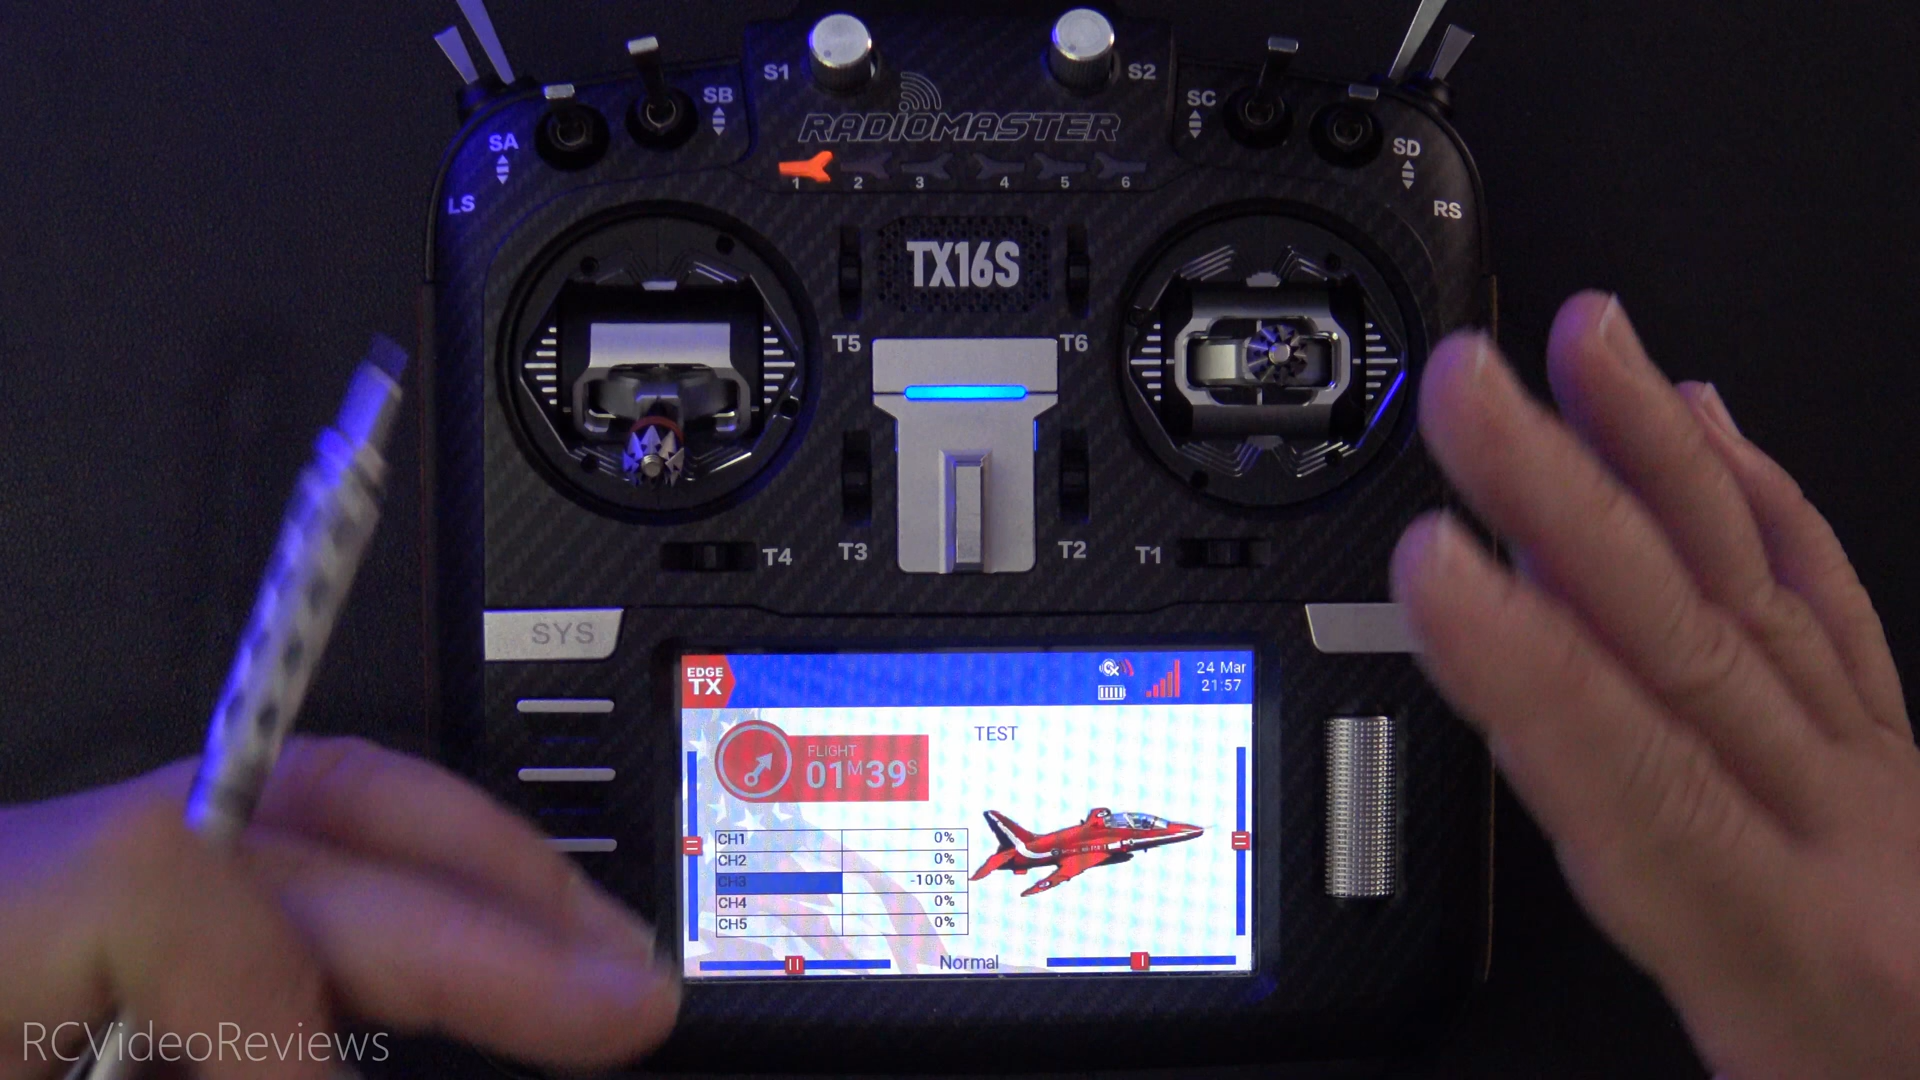 S1
S2
SB
SC
SA
SD
RADIOMASTER
1 2 3 4 5 6
LS
RS
TX16S
T5
T6
T4
T3
T2
T1
SYS
EDGE
TX
24 Mar
21:57
TEST
FLIGHT
01M39S
CH1 0%
CH2 0%
CH3 -100%
CH4 0%
CH5 0%
Normal
RCVideoReviews